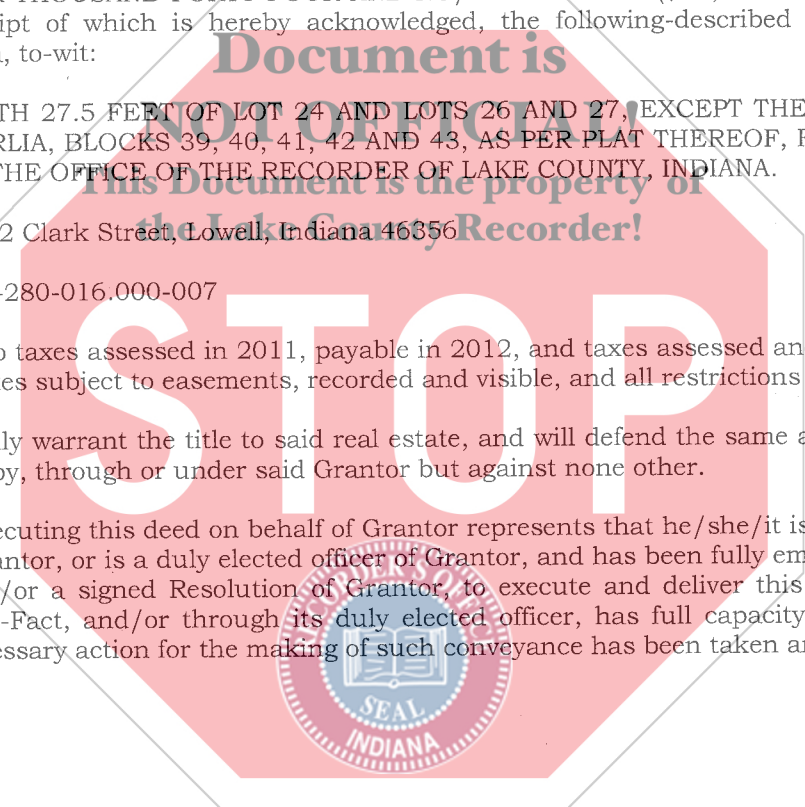 ipt of which is hereby acknowledged, the following-described
, to-wit:
Document is
TH 27.5 FEET OF LOT 24 AND LOTS 26 AND 27, EXCEPT THE
NOT OFFICIAL!
RLIA, BLOCKS 39, 40, 41, 42 AND 43, AS PER PLAT THEREOF, F
THE OFFICE OF THE RECORDER OF LAKE COUNTY, INDIANA.
This Document is the property of
the Lake County Recorder!
2 Clark Street, Lowell, Indiana 46356
-280-016.000-007
STOP
o taxes assessed in 2011, payable in 2012, and taxes assessed an
es subject to easements, recorded and visible, and all restrictions
ly warrant the title to said real estate, and will defend the same a
by, through or under said Grantor but against none other.
ecuting this deed on behalf of Grantor represents that he/she/it is
antor, or is a duly elected officer of Grantor, and has been fully em
/or a signed Resolution of Grantor, to execute and deliver this
-Fact, and/or through its duly elected officer, has full capacity
essary action for the making of such conveyance has been taken a
RECORDER'S OFFICE
SEAL
INDIANA